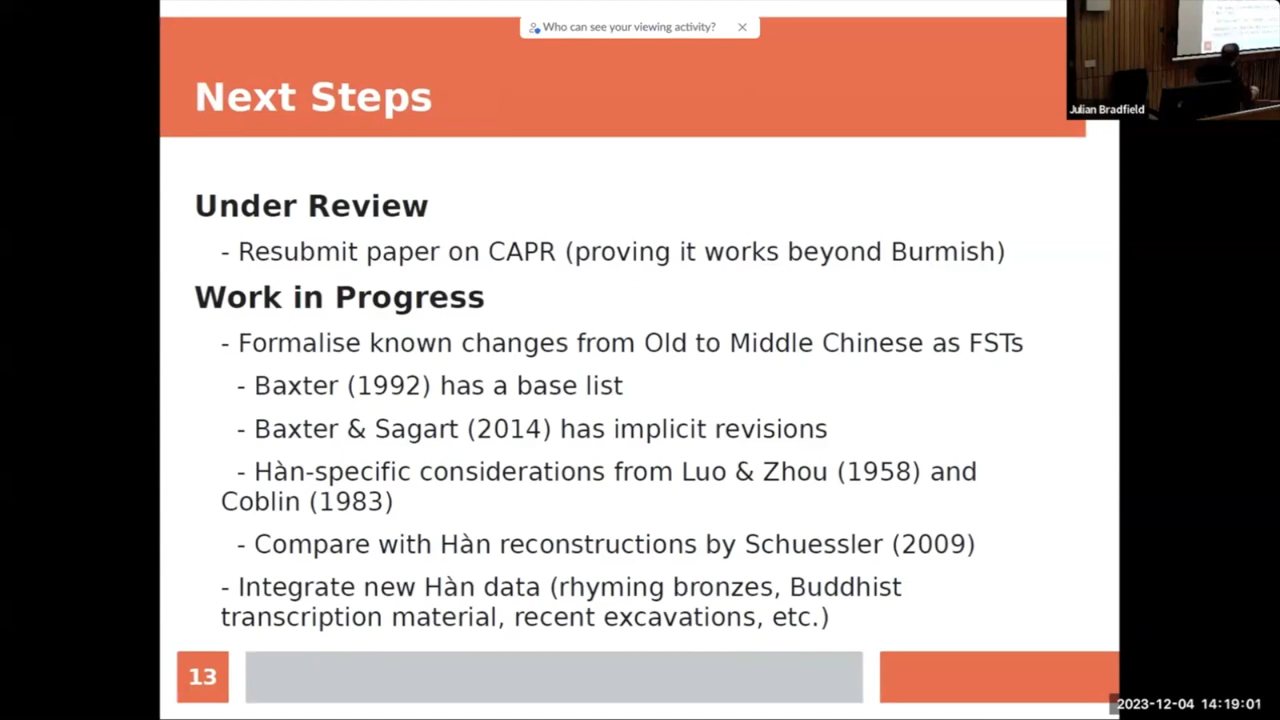 Who can see your viewing activity?
Next Steps
Julian Bradfield
Under Review
- Resubmit paper on CAPR (proving it works beyond Burmish)
Work in Progress
- Formalise known changes from Old to Middle Chinese as FSTs
- Baxter (1992) has a base list
- Baxter & Sagart (2014) has implicit revisions
- Hàn-specific considerations from Luo & Zhou (1958) and
Coblin (1983)
- Compare with Hàn reconstructions by Schuessler (2009)
- Integrate new Hàn data (rhyming bronzes, Buddhist
transcription material, recent excavations, etc.)
13
2023-12-04 14:19:01